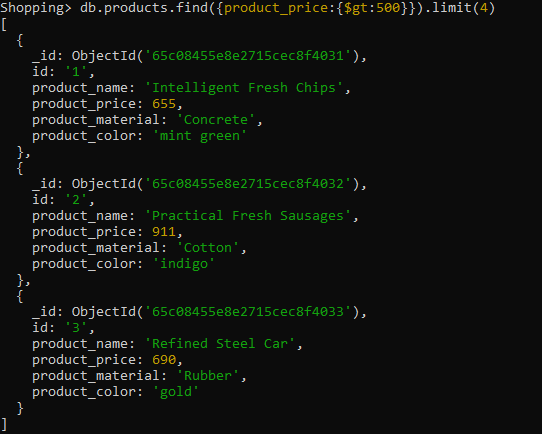 Shopping> db.products.find({product_price:{$gt:500}}).limit(4)
[
  {
    _id: ObjectId('65c08455e8e2715cec8f4031'),
    id: '1',
    product_name: 'Intelligent Fresh Chips',
    product_price: 655,
    product_material: 'Concrete',
    product_color: 'mint green'
  },
  {
    _id: ObjectId('65c08455e8e2715cec8f4032'),
    id: '2',
    product_name: 'Practical Fresh Sausages',
    product_price: 911,
    product_material: 'Cotton',
    product_color: 'indigo'
  },
  {
    _id: ObjectId('65c08455e8e2715cec8f4033'),
    id: '3',
    product_name: 'Refined Steel Car',
    product_price: 690,
    product_material: 'Rubber',
    product_color: 'gold'
  }
]